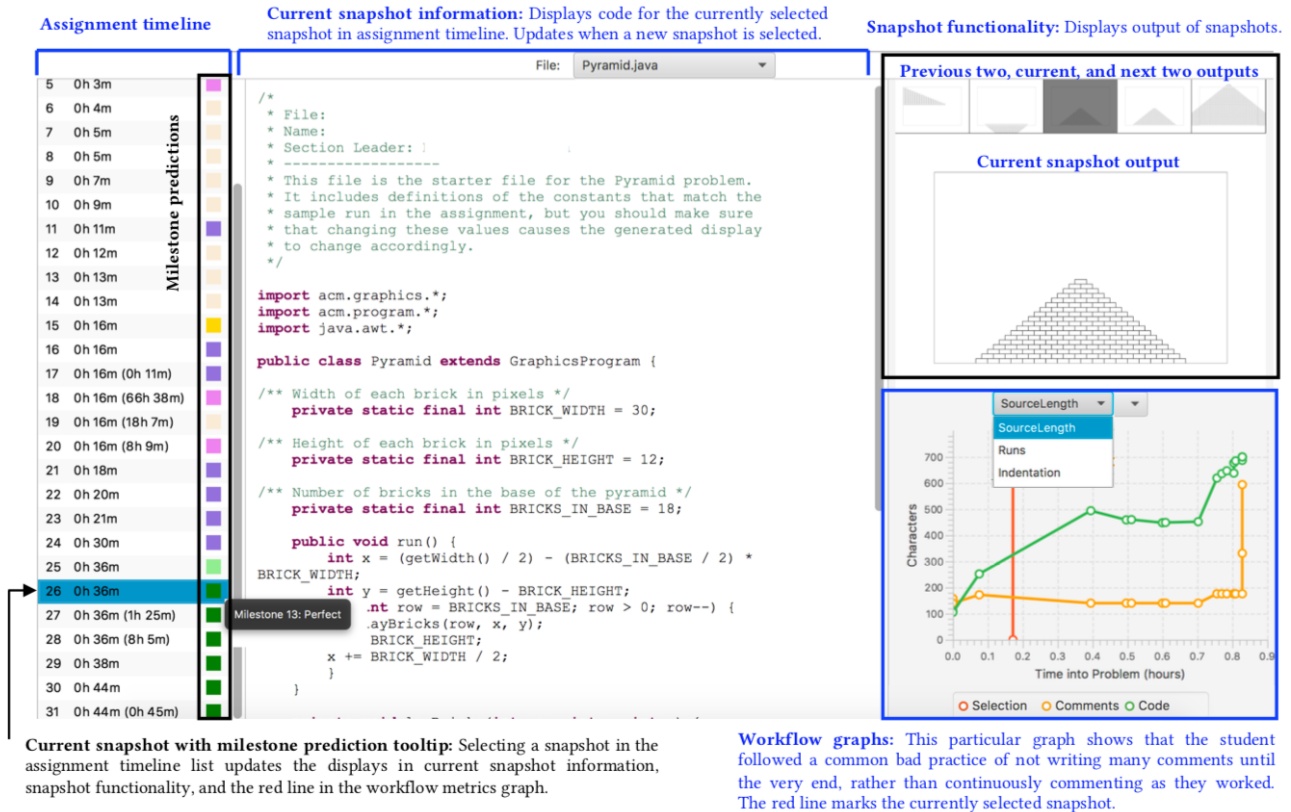 Assignment timeline
Current snapshot information: Displays code for the currently selected
snapshot in assignment timeline. Updates when a new snapshot is selected.
Snapshot functionality: Displays output of snapshots.
Milestone predictions
5 0h 3m
6 0h 4m
7 0h 5m
8 0h 5m
9 0h 7m
10 0h 9m
11 0h 11m
12 0h 12m
13 0h 13m
14 0h 13m
15 0h 16m
16 0h 16m
17 0h 16m (0h 11m)
18 0h 16m (66h 38m)
19 0h 16m (18h 7m)
20 0h 16m (8h 9m)
21 0h 18m
22 0h 20m
23 0h 21m
24 0h 30m
25 0h 36m
26 0h 36m
27 0h 36m (1h 25m)
28 0h 36m (8h 5m)
29 0h 38m
30 0h 44m
31 0h 44m (0h 45m)
Milestone 13: Perfect
File: Pyramid.java
/*
* File:
* Name:
* Section Leader:
* ------------------
* This file is the starter file for the Pyramid problem.
* It includes definitions of the constants that match the
* sample run in the assignment, but you should make sure
* that changing these values causes the generated display
* to change accordingly.
*/
import acm.graphics.*;
import acm.program.*;
import java.awt.*;
public class Pyramid extends GraphicsProgram {
/** Width of each brick in pixels */
private static final int BRICK_WIDTH = 30;
/** Height of each brick in pixels */
private static final int BRICK_HEIGHT = 12;
/** Number of bricks in the base of the pyramid */
private static final int BRICKS_IN_BASE = 18;
public void run() {
int x = (getWidth() / 2) - (BRICKS_IN_BASE / 2) *
BRICK_WIDTH;
int y = getHeight() - BRICK_HEIGHT;
nt row = BRICKS_IN_BASE; row > 0; row--) {
ayBricks(row, x, y);
BRICK_HEIGHT;
x += BRICK_WIDTH / 2;
}
}
Previous two, current, and next two outputs
Current snapshot output
SourceLength
SourceLength
Runs
Indentation
Characters
700
600
500
400
300
200
100
0
0.0 0.1 0.2 0.3 0.4 0.5 0.6 0.7 0.8 0.9
Time into Problem (hours)
Selection Comments Code
Current snapshot with milestone prediction tooltip: Selecting a snapshot in the
assignment timeline list updates the displays in current snapshot information,
snapshot functionality, and the red line in the workflow metrics graph.
Workflow graphs: This particular graph shows that the student
followed a common bad practice of not writing many comments until
the very end, rather than continuously commenting as they worked.
The red line marks the currently selected snapshot.